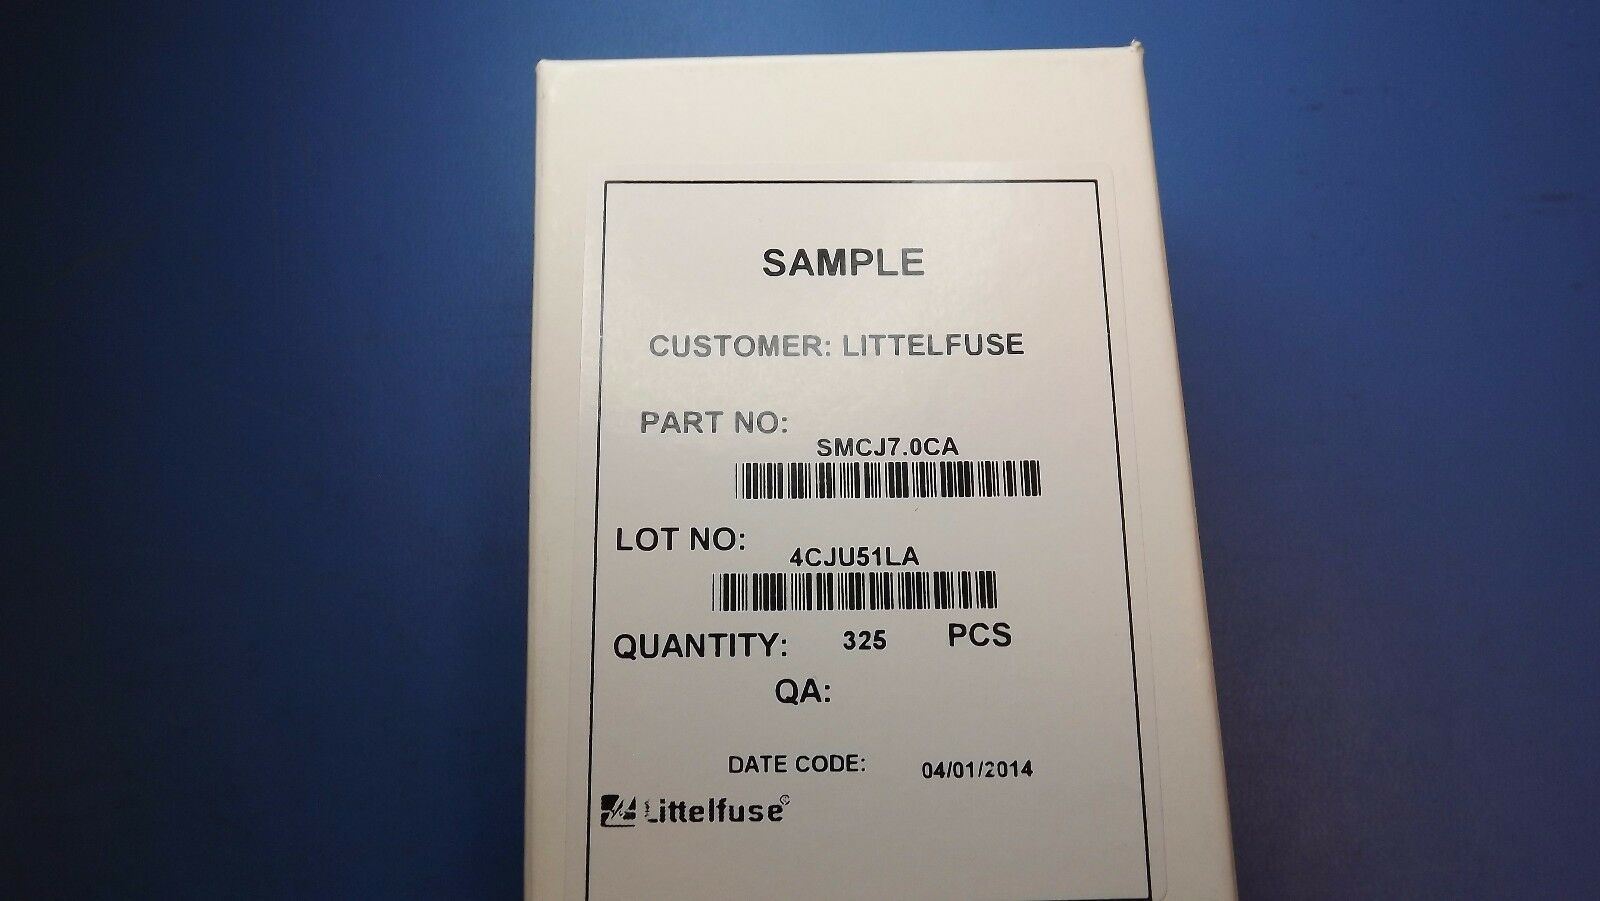 SAMPLE
CUSTOMER: LITTELFUSE
PART NO:
SMCJ7.0CA
LOT NO:
4CJU51LA
QUANTITY: 325 PCS
QA:
DATE CODE: 04/01/2014
Littelfuse®